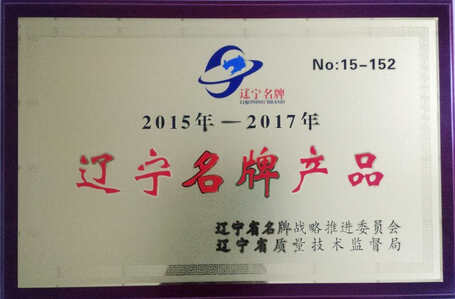 No:15-152
辽宁名牌
LIAONING BRAND
2015年—2017年
辽宁名牌产品
辽宁省名牌战略推进委员会
辽宁省质量技术监督局